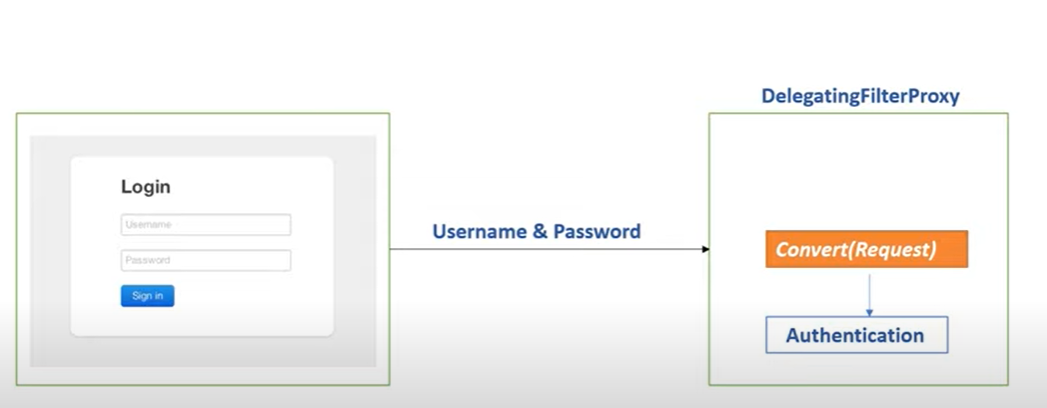 DelegatingFilterProxy
Login
Username
Password
Sign in
Username & Password
Convert(Request)
Authentication